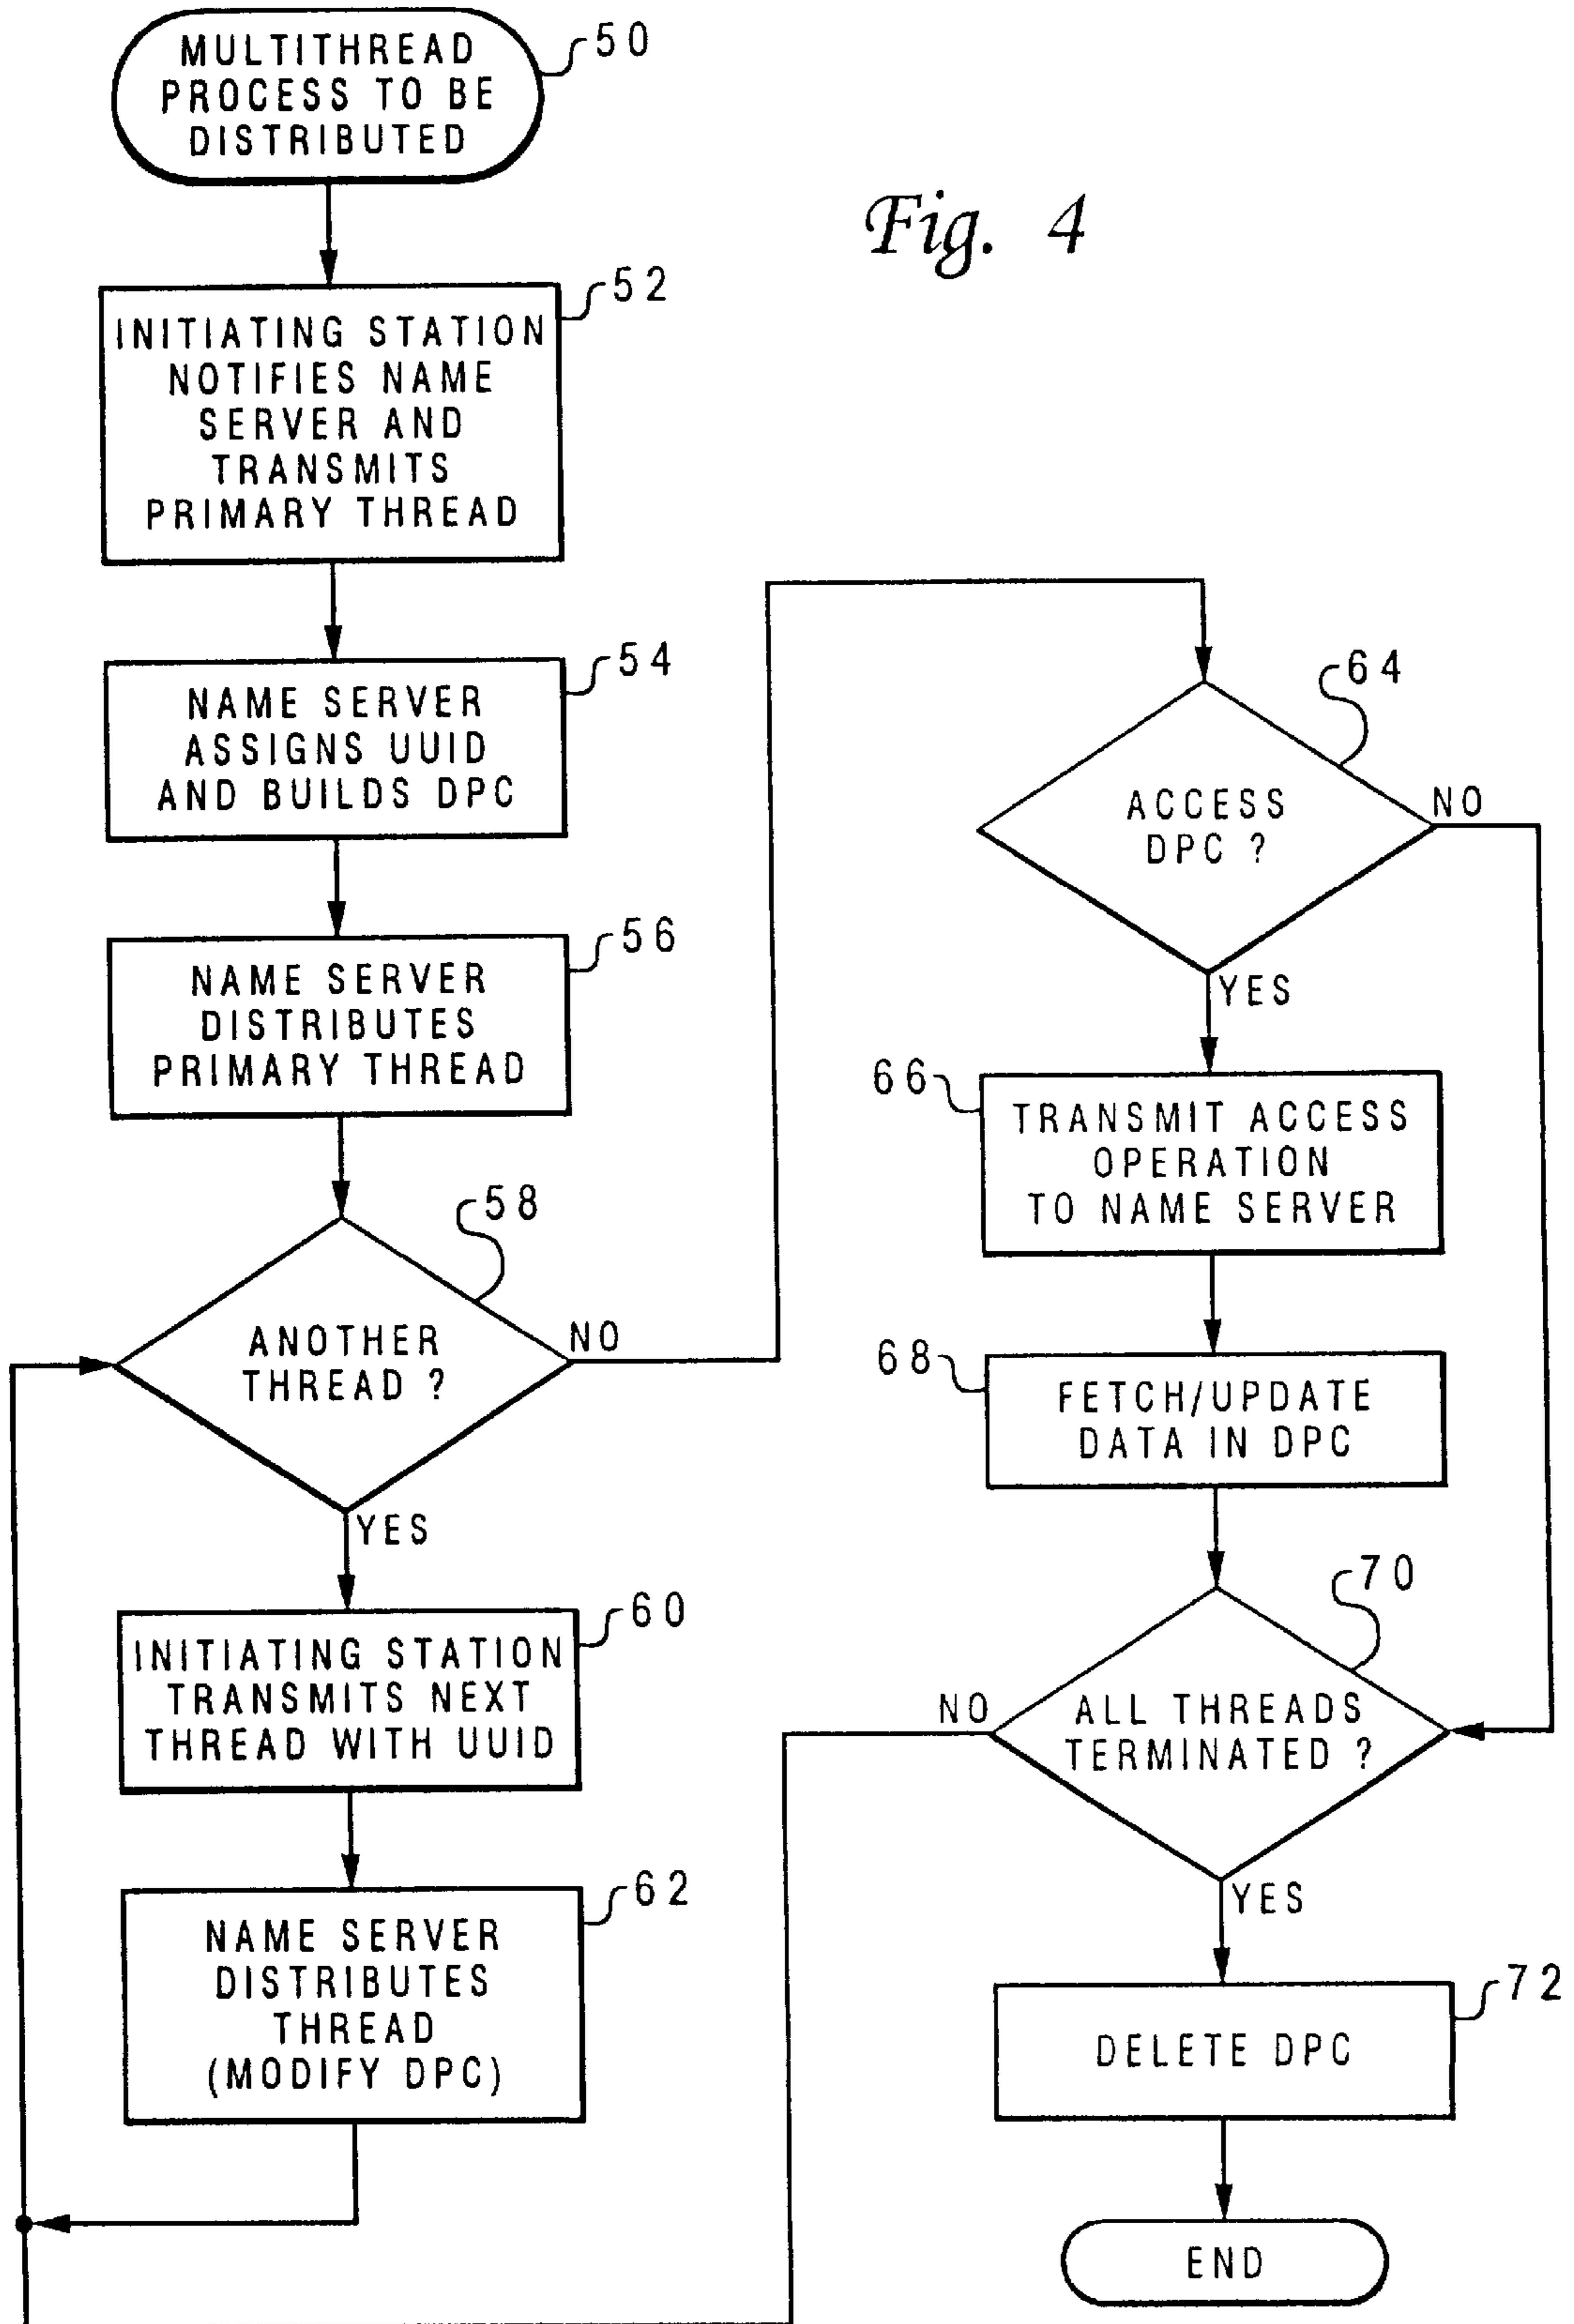 MULTITHREAD
PROCESS TO BE
DISTRIBUTED
50
Fig. 4
INITIATING STATION
NOTIFIES NAME
SERVER AND
TRANSMITS
PRIMARY THREAD
52
NAME SERVER
ASSIGNS UUID
AND BUILDS DPC
54
NAME SERVER
DISTRIBUTES
PRIMARY THREAD
56
ANOTHER
THREAD ?
58
NO
YES
INITIATING STATION
TRANSMITS NEXT
THREAD WITH UUID
60
NAME SERVER
DISTRIBUTES
THREAD
(MODIFY DPC)
62
ACCESS
DPC ?
64
NO
YES
66
TRANSMIT ACCESS
OPERATION
TO NAME SERVER
68
FETCH/UPDATE
DATA IN DPC
70
NO
ALL THREADS
TERMINATED ?
YES
DELETE DPC
72
END